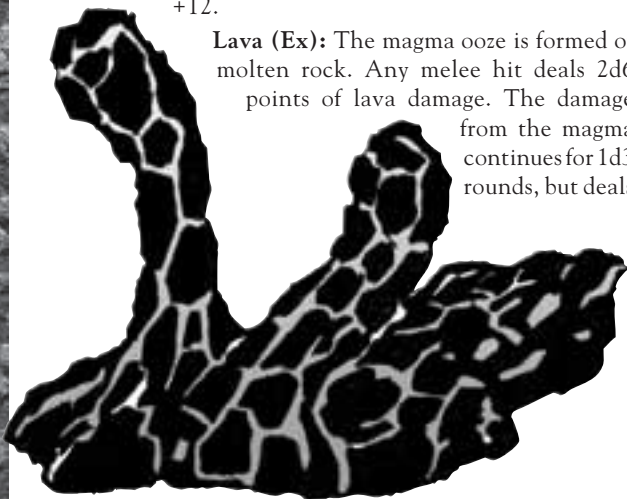 +12.
Lava (Ex): The magma ooze is formed o
molten rock. Any melee hit deals 2d6
points of lava damage. The damage
from the magma
continues for 1d3
rounds, but deals